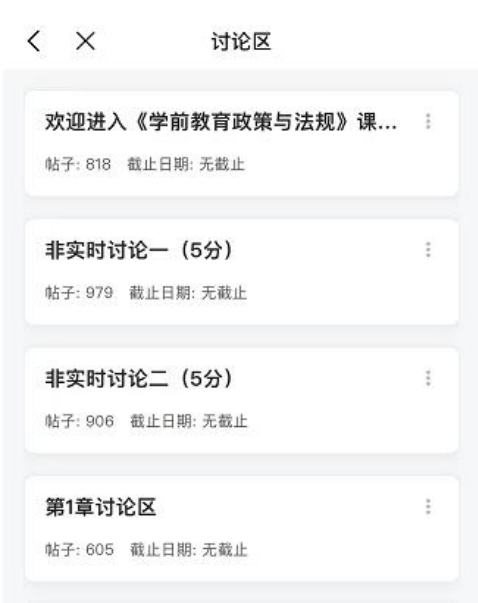 讨论区
欢迎进入《学前教育政策与法规》课...
帖子: 818 截止日期: 无截止
非实时讨论一（5分）
帖子: 979 截止日期: 无截止
非实时讨论二（5分）
帖子: 906 截止日期: 无截止
第1章讨论区
帖子: 605 截止日期: 无截止